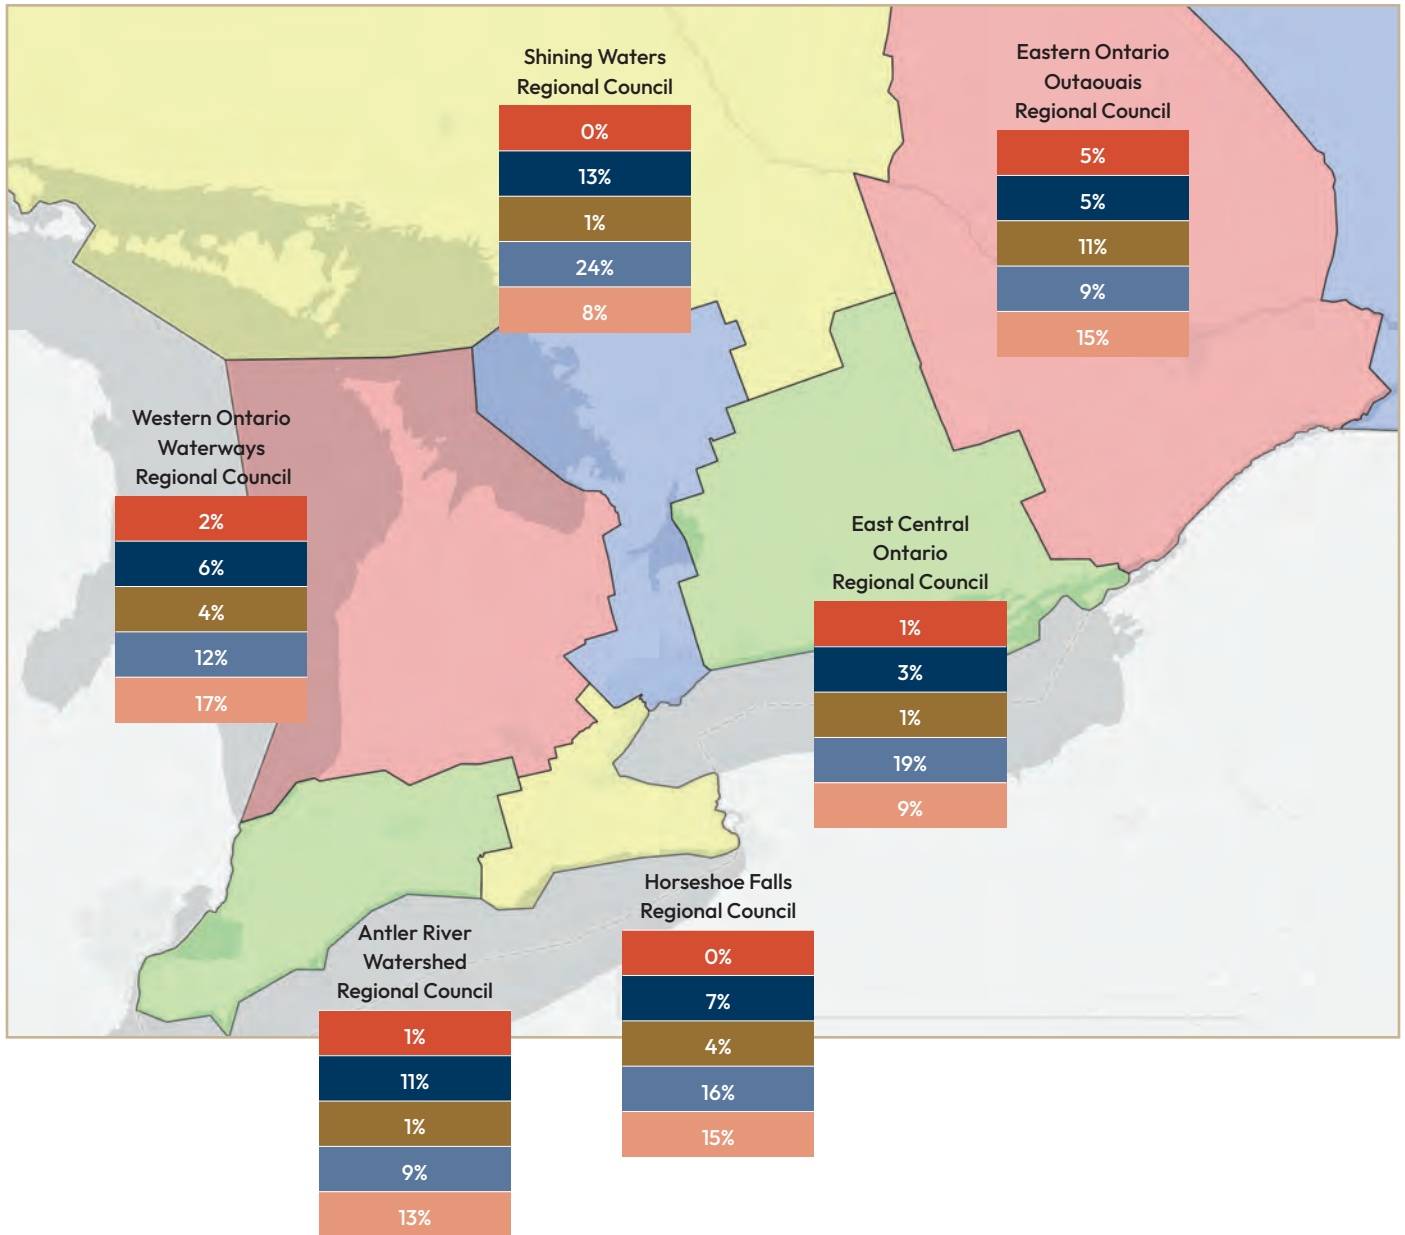 Shining Waters
Regional Council
0%
13%
1%
24%
8%
Eastern Ontario
Outaouais
Regional Council
5%
5%
11%
9%
15%
Western Ontario
Waterways
Regional Council
2%
6%
4%
12%
17%
East Central
Ontario
Regional Council
1%
3%
1%
19%
9%
Horseshoe Falls
Regional Council
0%
7%
4%
16%
15%
Antler River
Watershed
Regional Council
1%
11%
1%
9%
13%